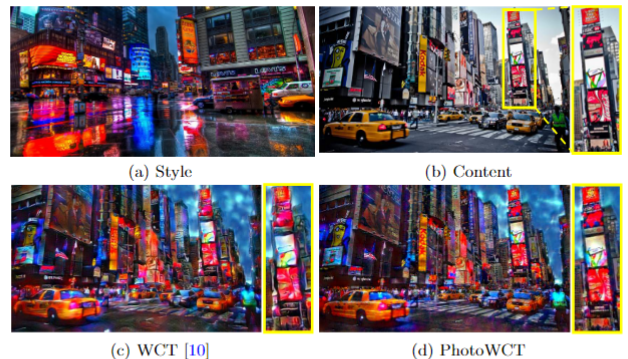 (a) Style
(b) Content
(c) WCT [10]
(d) PhotoWCT